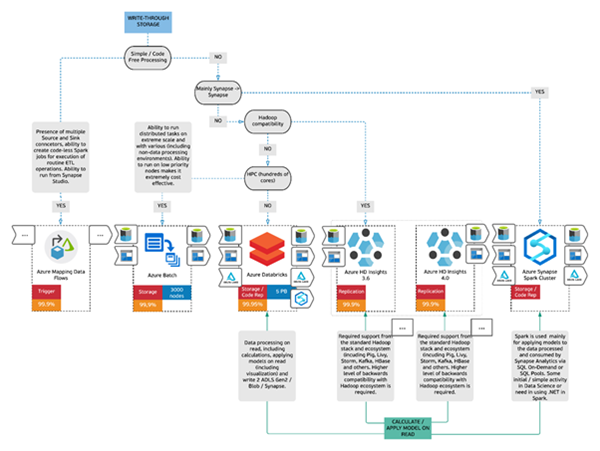 WRITE-THROUGH
STORAGE
Simple / Code
Free Processing
NO
Mainly Synapse ->
Synapse
YES
NO
Hadoop
compatibility
Presence of multiple
Source and Sink
conncetors, ability to
create code-less Spark
jobs for execution of
routine ETL
operations. Ability to
run from Synapse
Studio.
Ability to run
distributed tasks on
extreme scale and
with various (including
non-data processing
environments). Ability
to run on low priority
nodes makes it
extremely cost
effective.
NO
HPC (hundreds of
cores)
YES
YES
NO
YES
YES
...
...
Azure Mapping Data
Flows
Trigger
99.9%
Azure Batch
Storage
3000
nodes
99,9%
Azure Databricks
Storage /
Code Rep
5 PB
99,95%
Azure HD Insights
3.6
Replication
99.9%
...
Azure HD Insights
4.0
Replication
99.9%
...
Azure Synapse
Spark Cluster
Storage /
Code Rep
99.9%
Data processing on
read, including
calculations, applying
models on read
(including
visualization) and
write 2 ADLS Gen2 /
Blob / Synapse.
Required support from
the standard Hadoop
stack and ecosystem
(incluing Pig, Livy,
Storm, Kafka, HBase
and others. Higher
level of backwards
compatibility with
Hadoop ecosystem is
required.
Required support from
the standard Hadoop
stack and ecosystem
(incluing Pig, Livy,
Storm, Kafka, HBase
and others. Higher
level of backwards
compatibility with
Hadoop ecosystem is
required.
Spark is used mainly
for applying models to
the data processed and
consumed by
Synapse Analytics via
SQL On-Demand or
SQL Pools. Some
initial / simple activity
in Data Science or
need in using .NET in
Spark.
CALCULATE /
APPLY MODEL ON
READ